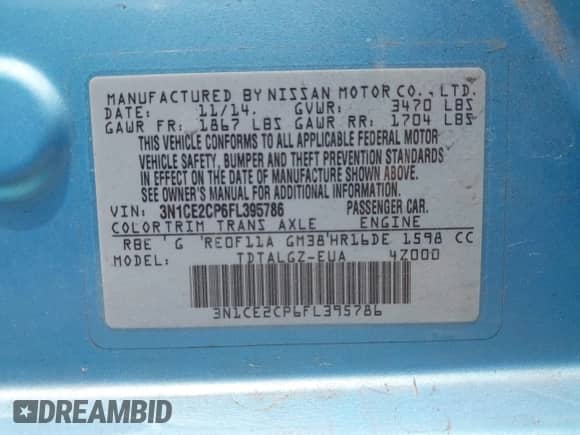 MANUFACTURED BY NISSAN MOTOR CO., LTD.
DATE: 11/14. GVWR: 3470 LBS
GAWR FR: 1867 LBS GAWR RR: 1704 LBS
THIS VEHICLE CONFORMS TO ALL APPLICABLE FEDERAL MOTOR
VEHICLE SAFETY, BUMPER AND THEFT PREVENTION STANDARDS
IN EFFECT ON THE DATE OF MANUFACTURE SHOWN ABOVE.
SEE OWNER'S MANUAL FOR ADDITIONAL INFORMATION.
VIN: 3N1CE2CP6FL395786 PASSENGER CAR.
COLOR TRIM TRANS AXLE ENGINE
RBE 'G 'RE0F11A GM38'HR16DE 1598 CC
MODEL: TDTALGZ-EUA 4Z000
3N1CE2CP6FL395786
DREAMBID